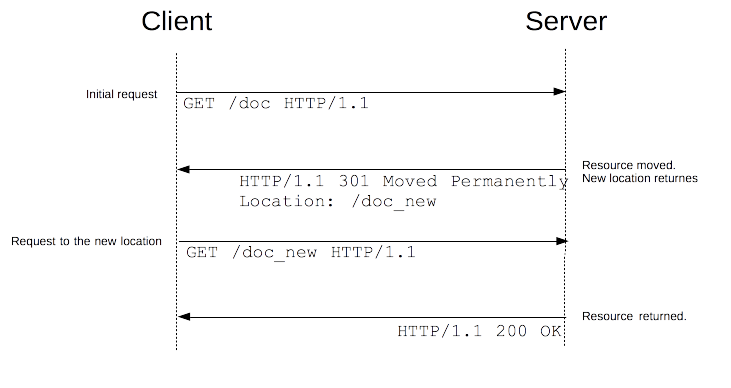 Client
Server
Initial request
GET /doc HTTP/1.1
Resource moved.
New location returnes
HTTP/1.1 301 Moved Permanently
Location: /doc_new
Request to the new location
GET /doc_new HTTP/1.1
Resource returned.
HTTP/1.1 200 OK